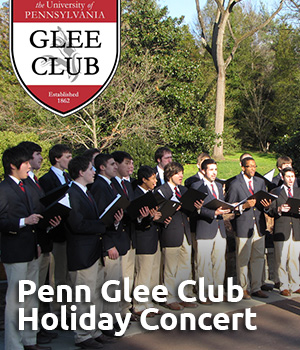 the University of
PENNSYLVANIA
GLEE
CLUB
Established
1862
Penn Glee Club
Holiday Concert